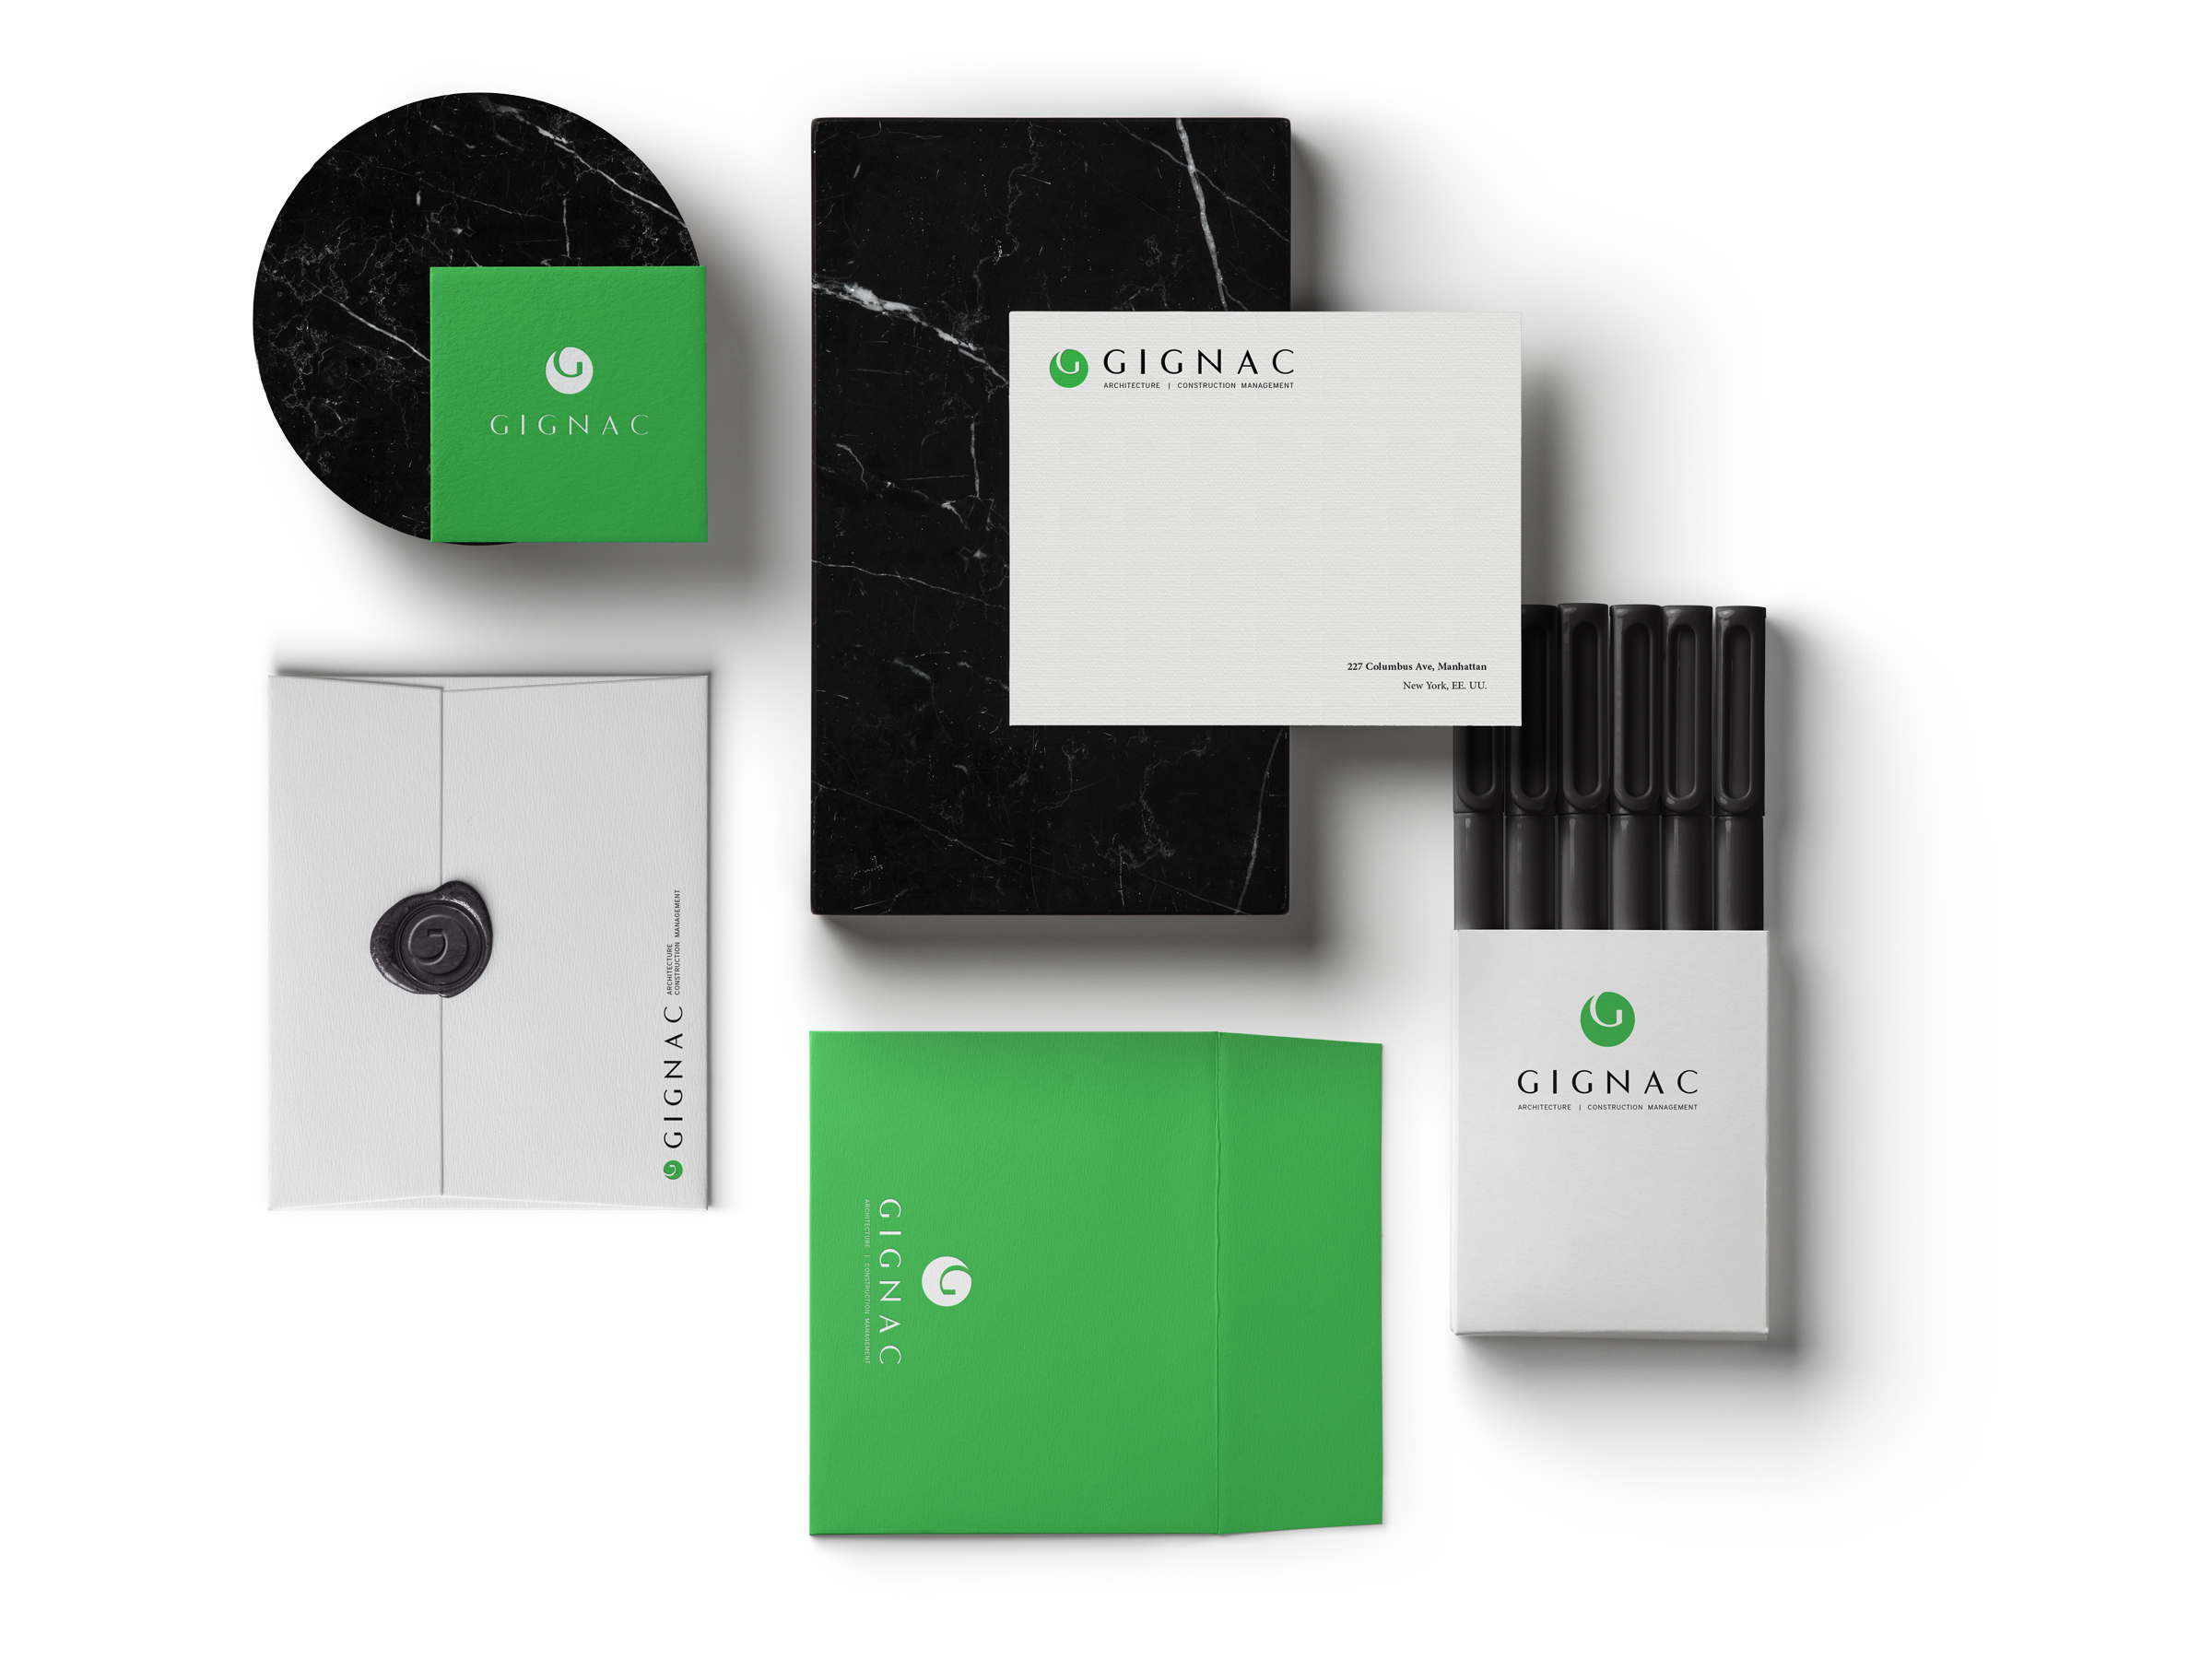 GIGNAC
GIGNAC
ARCHITECTURE | CONSTRUCTION MANAGEMENT
227 Columbus Ave, Manhattan
New York, EE. UU.
G
GIGNAC
ARCHITECTURE
CONSTRUCTION MANAGEMENT
GIGNAC
ARCHITECTURE | CONSTRUCTION MANAGEMENT
GIGNAC
ARCHITECTURE | CONSTRUCTION MANAGEMENT